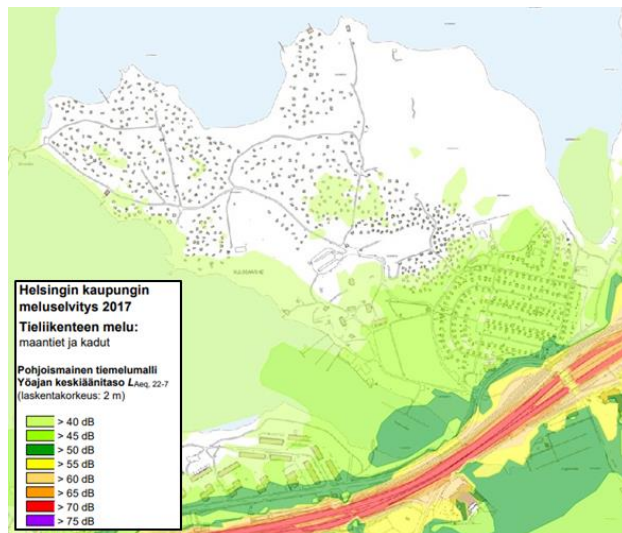 Helsingin kaupungin
meluselvitys 2017
Tieliikenteen melu:
maantiet ja kadut
Pohjoismainen tiemelumalli
Yöajan keskiäänitaso LAeq, 22-7
(laskentakorkeus: 2 m)
> 40 dB
> 45 dB
> 50 dB
> 55 dB
> 60 dB
> 65 dB
> 70 dB
> 75 dB